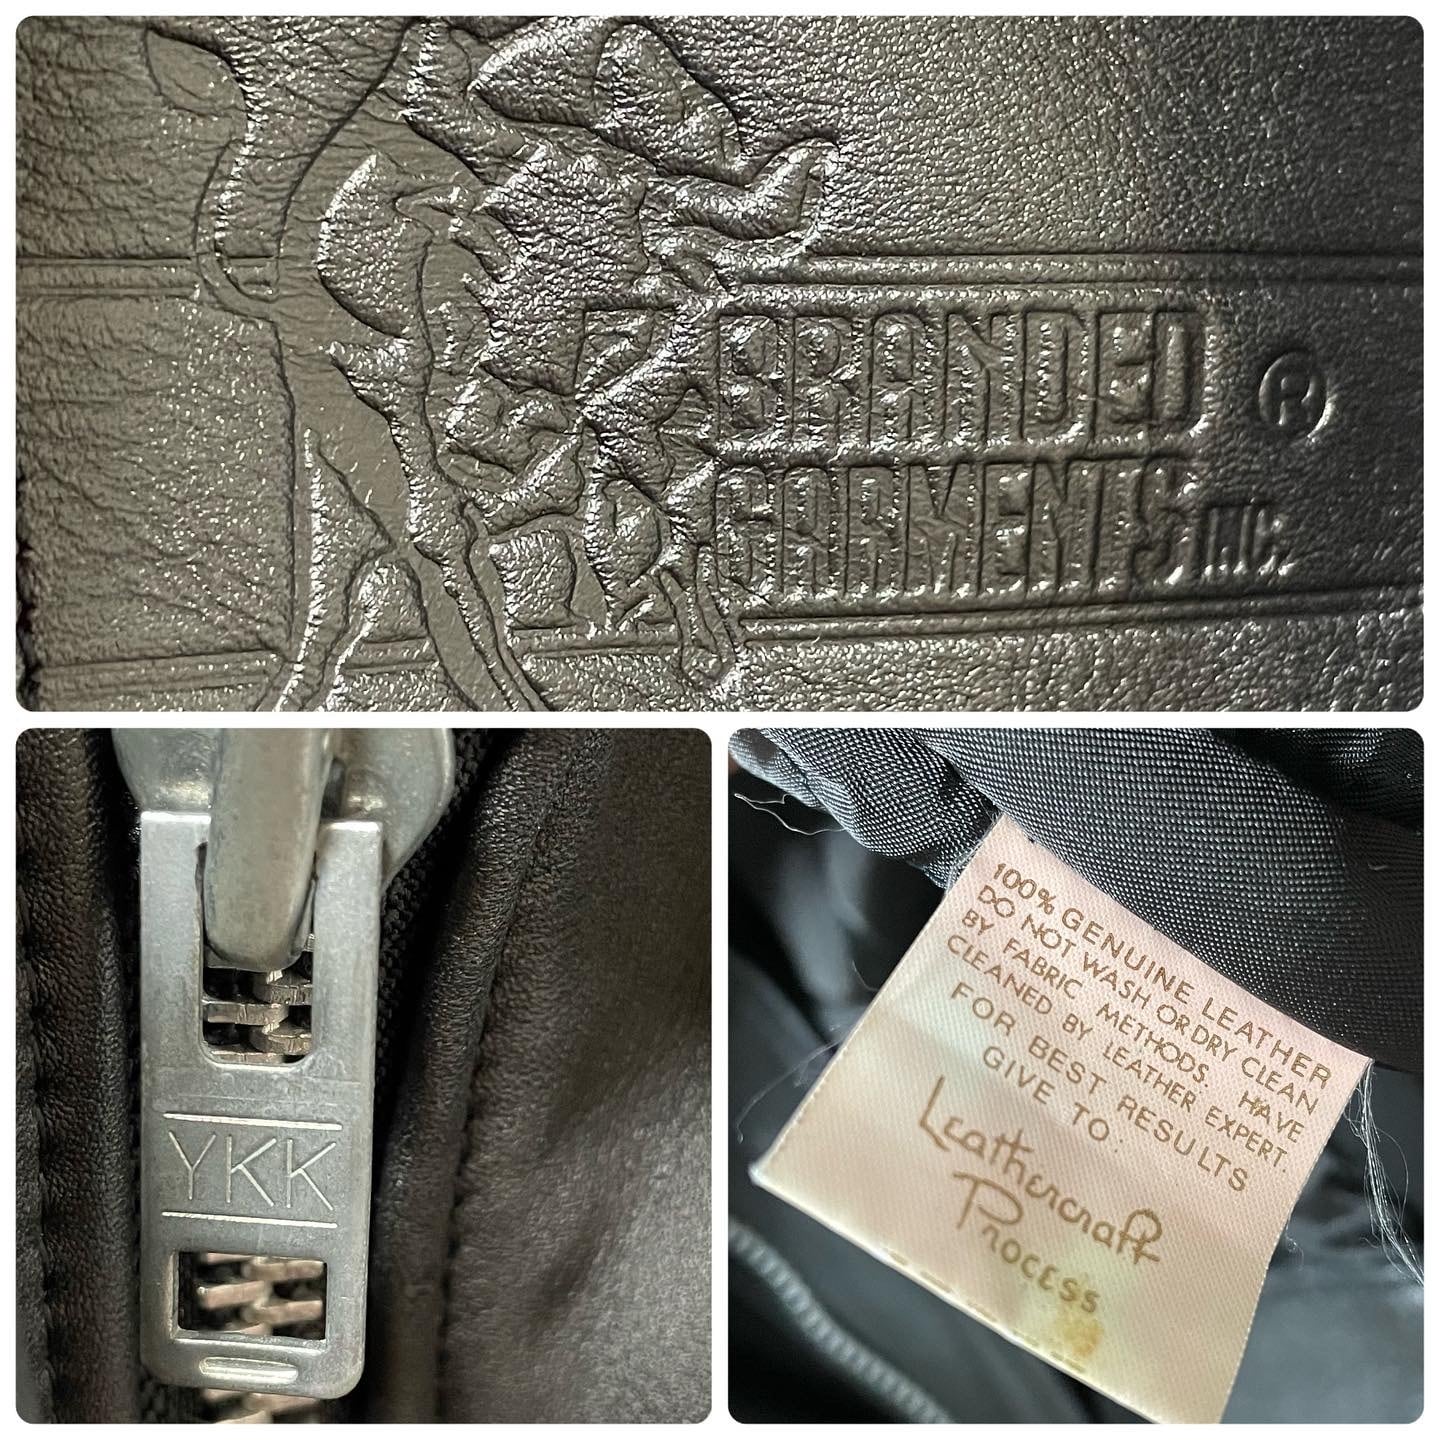 BRANDED ®
GARMENTS INC.
YKK
100% GENUINE LEATHER
DO NOT WASH OR DRY CLEAN
BY FABRIC METHODS. HAVE
CLEANED BY LEATHER EXPERT.
FOR BEST RESULTS
GIVE TO:
Leathercraft
Process